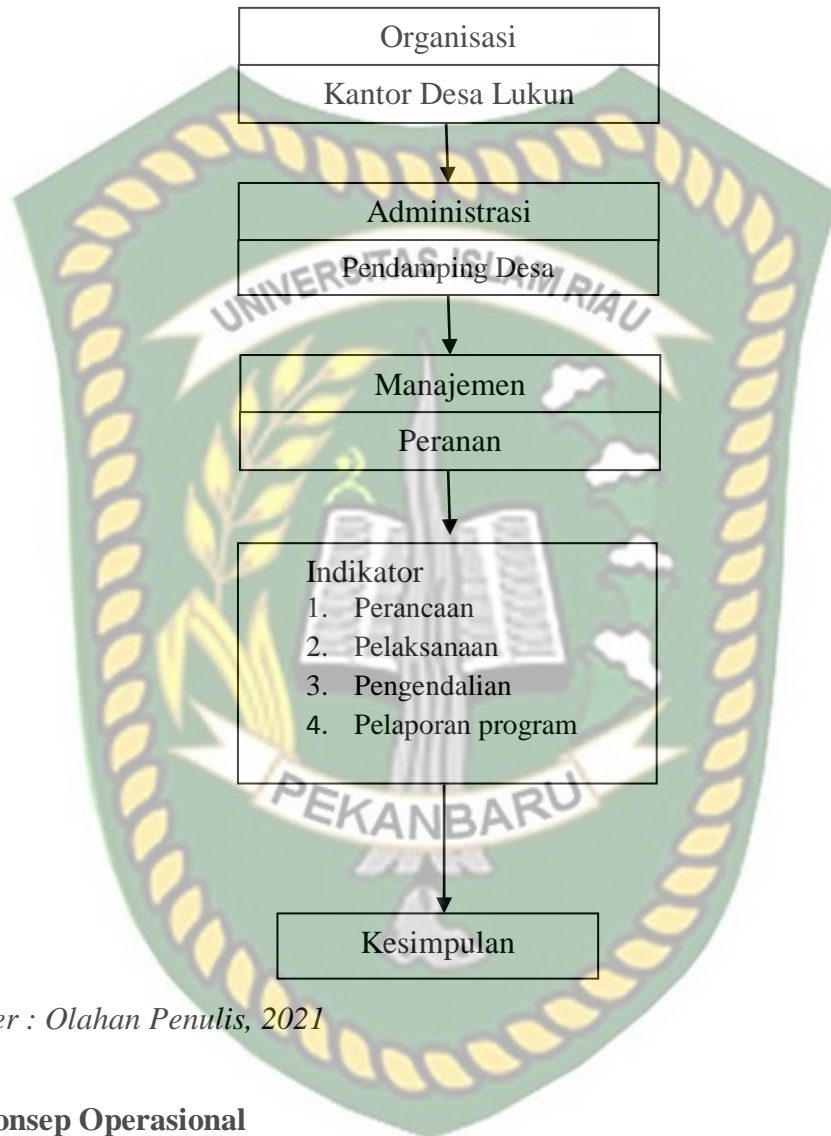 Organisasi
Kantor Desa Lukun
Administrasi
Pendamping Desa
UNIVERSITAS ISLAM RIAU
Manajemen
Peranan
Indikator
1. Perancaan
2. Pelaksanaan
3. Pengendalian
4. Pelaporan program
PEKANBARU
Kesimpulan
er : Olahan Penulis, 2021
onsep Operasional